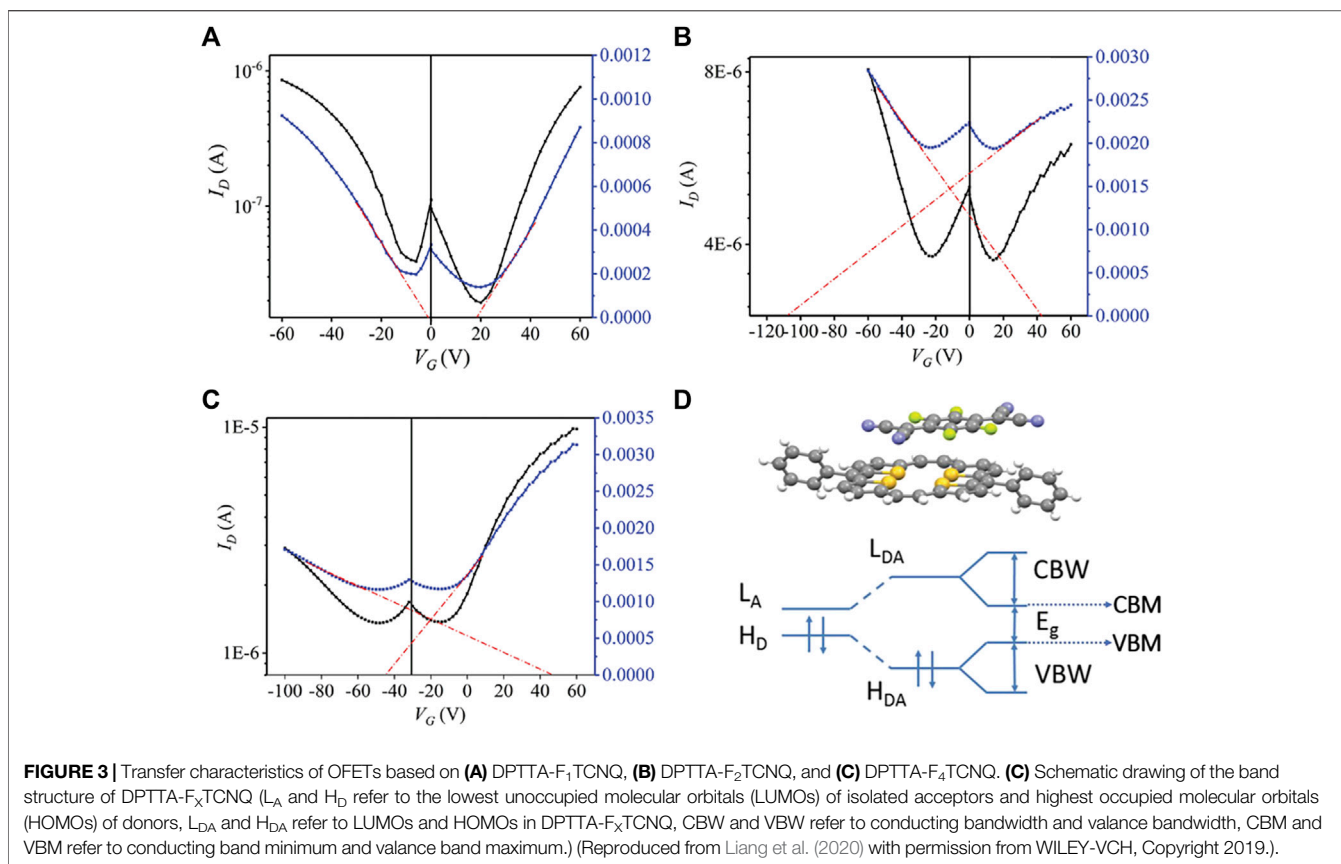 A
10^-6
10^-7
I_D (A)
0.0012
0.0010
0.0008
0.0006
0.0004
0.0002
0.0000
-60 -40 -20 0 20 40 60
V_G (V)
B
8E-6
4E-6
I_D (A)
0.0030
0.0025
0.0020
0.0015
0.0010
0.0005
0.0000
-120 -100 -80 -60 -40 -20 0 20 40 60
V_G (V)
C
1E-5
1E-6
I_D (A)
0.0035
0.0030
0.0025
0.0020
0.0015
0.0010
0.0005
0.0000
-100 -80 -60 -40 -20 0 20 40 60
V_G (V)
D
L_DA
CBW
L_A
CBM
E_g
H_D
VBM
VBW
H_DA
FIGURE 3 | Transfer characteristics of OFETs based on (A) DPTTA-F₁TCNQ, (B) DPTTA-F₂TCNQ, and (C) DPTTA-F₄TCNQ. (C) Schematic drawing of the band
structure of DPTTA-FₓTCNQ (L_A and H_D refer to the lowest unoccupied molecular orbitals (LUMOs) of isolated acceptors and highest occupied molecular orbitals
(HOMOs) of donors, L_DA and H_DA refer to LUMOs and HOMOs in DPTTA-FₓTCNQ, CBW and VBW refer to conducting bandwidth and valance bandwidth, CBM and
VBM refer to conducting band minimum and valance band maximum.) (Reproduced from Liang et al. (2020) with permission from WILEY-VCH, Copyright 2019.).